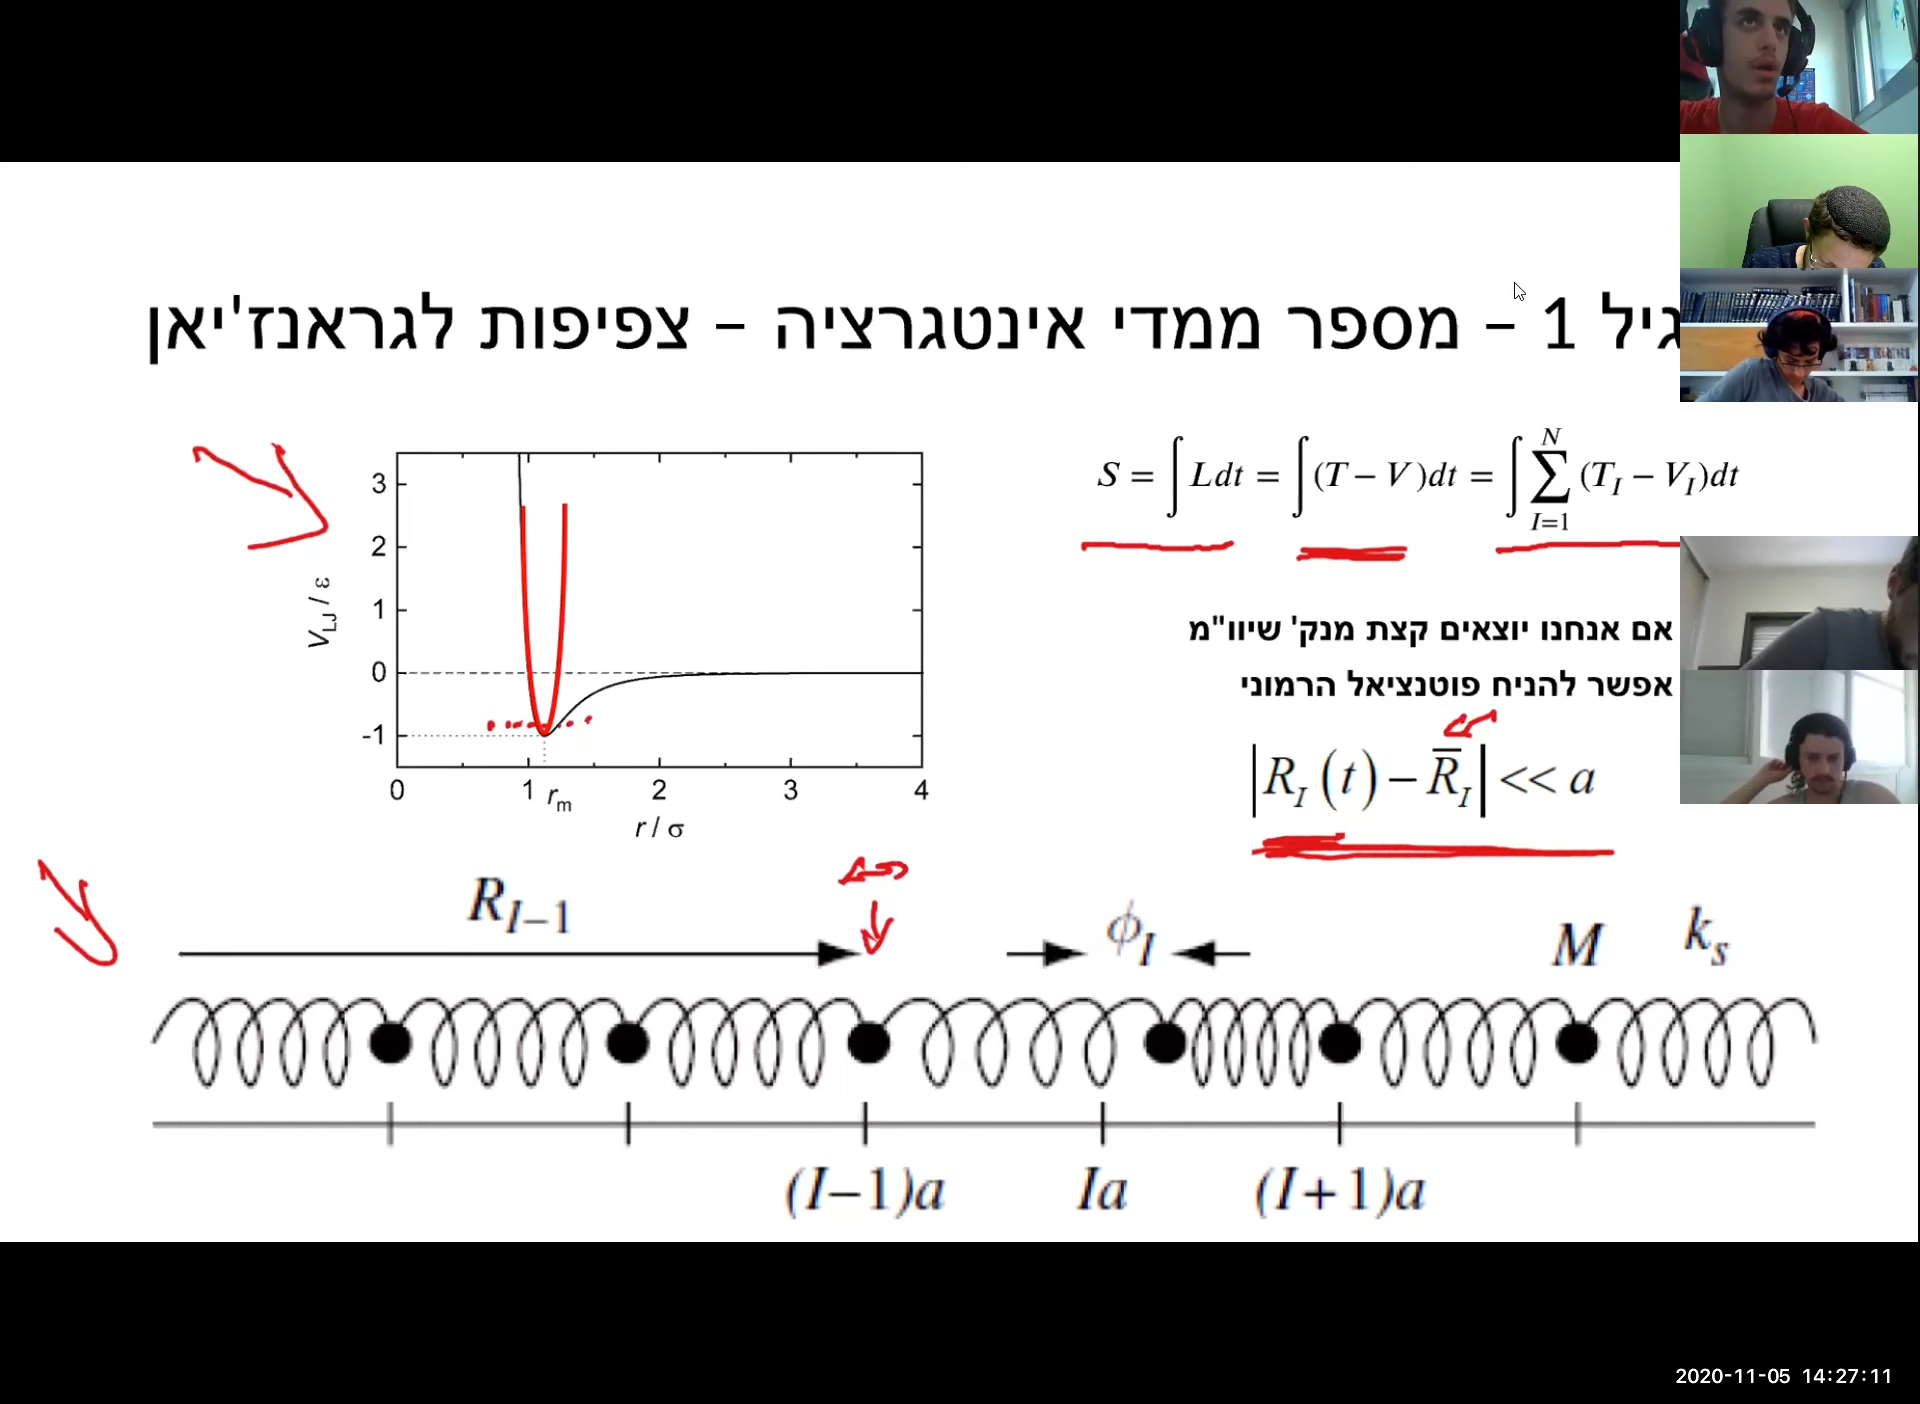 גיל 1 – מספר ממדי אינטגרציה – צפיפות לגראנז'יאן
S = ∫ Ldt = ∫ (T − V)dt = ∫ ∑_{I=1}^{N} (T_I − V_I)dt
אם אנחנו יוצאים קצת מנק' שיוו"מ
אפשר להניח פוטנציאל הרמוני
|R_I (t) − R̄_I| << a
V_LJ / ε
3
2
1
0
-1
0 1 r_m 2 3 4
r / σ
R_{I−1} ϕ_I M k_s
(I−1)a Ia (I+1)a
2020-11-05 14:27:11